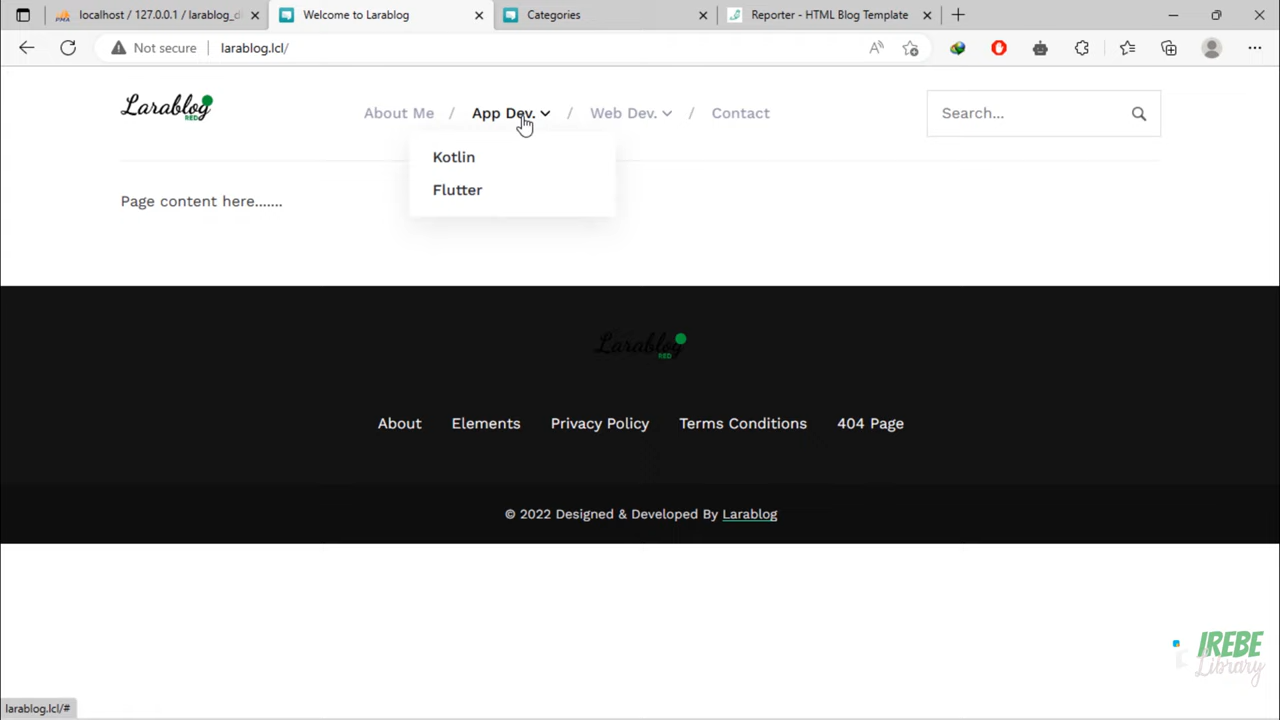 localhost / 127.0.0.1 / larablog_d
Welcome to Larablog
Categories
Reporter - HTML Blog Template
Not secure
larablog.lcl/
Larablog
RED
About Me / App Dev. / Web Dev. / Contact
Search...
Kotlin
Flutter
Page content here.......
Larablog
RED
About
Elements
Privacy Policy
Terms Conditions
404 Page
© 2022 Designed & Developed By Larablog
IREBE
Library
larablog.lcl/#